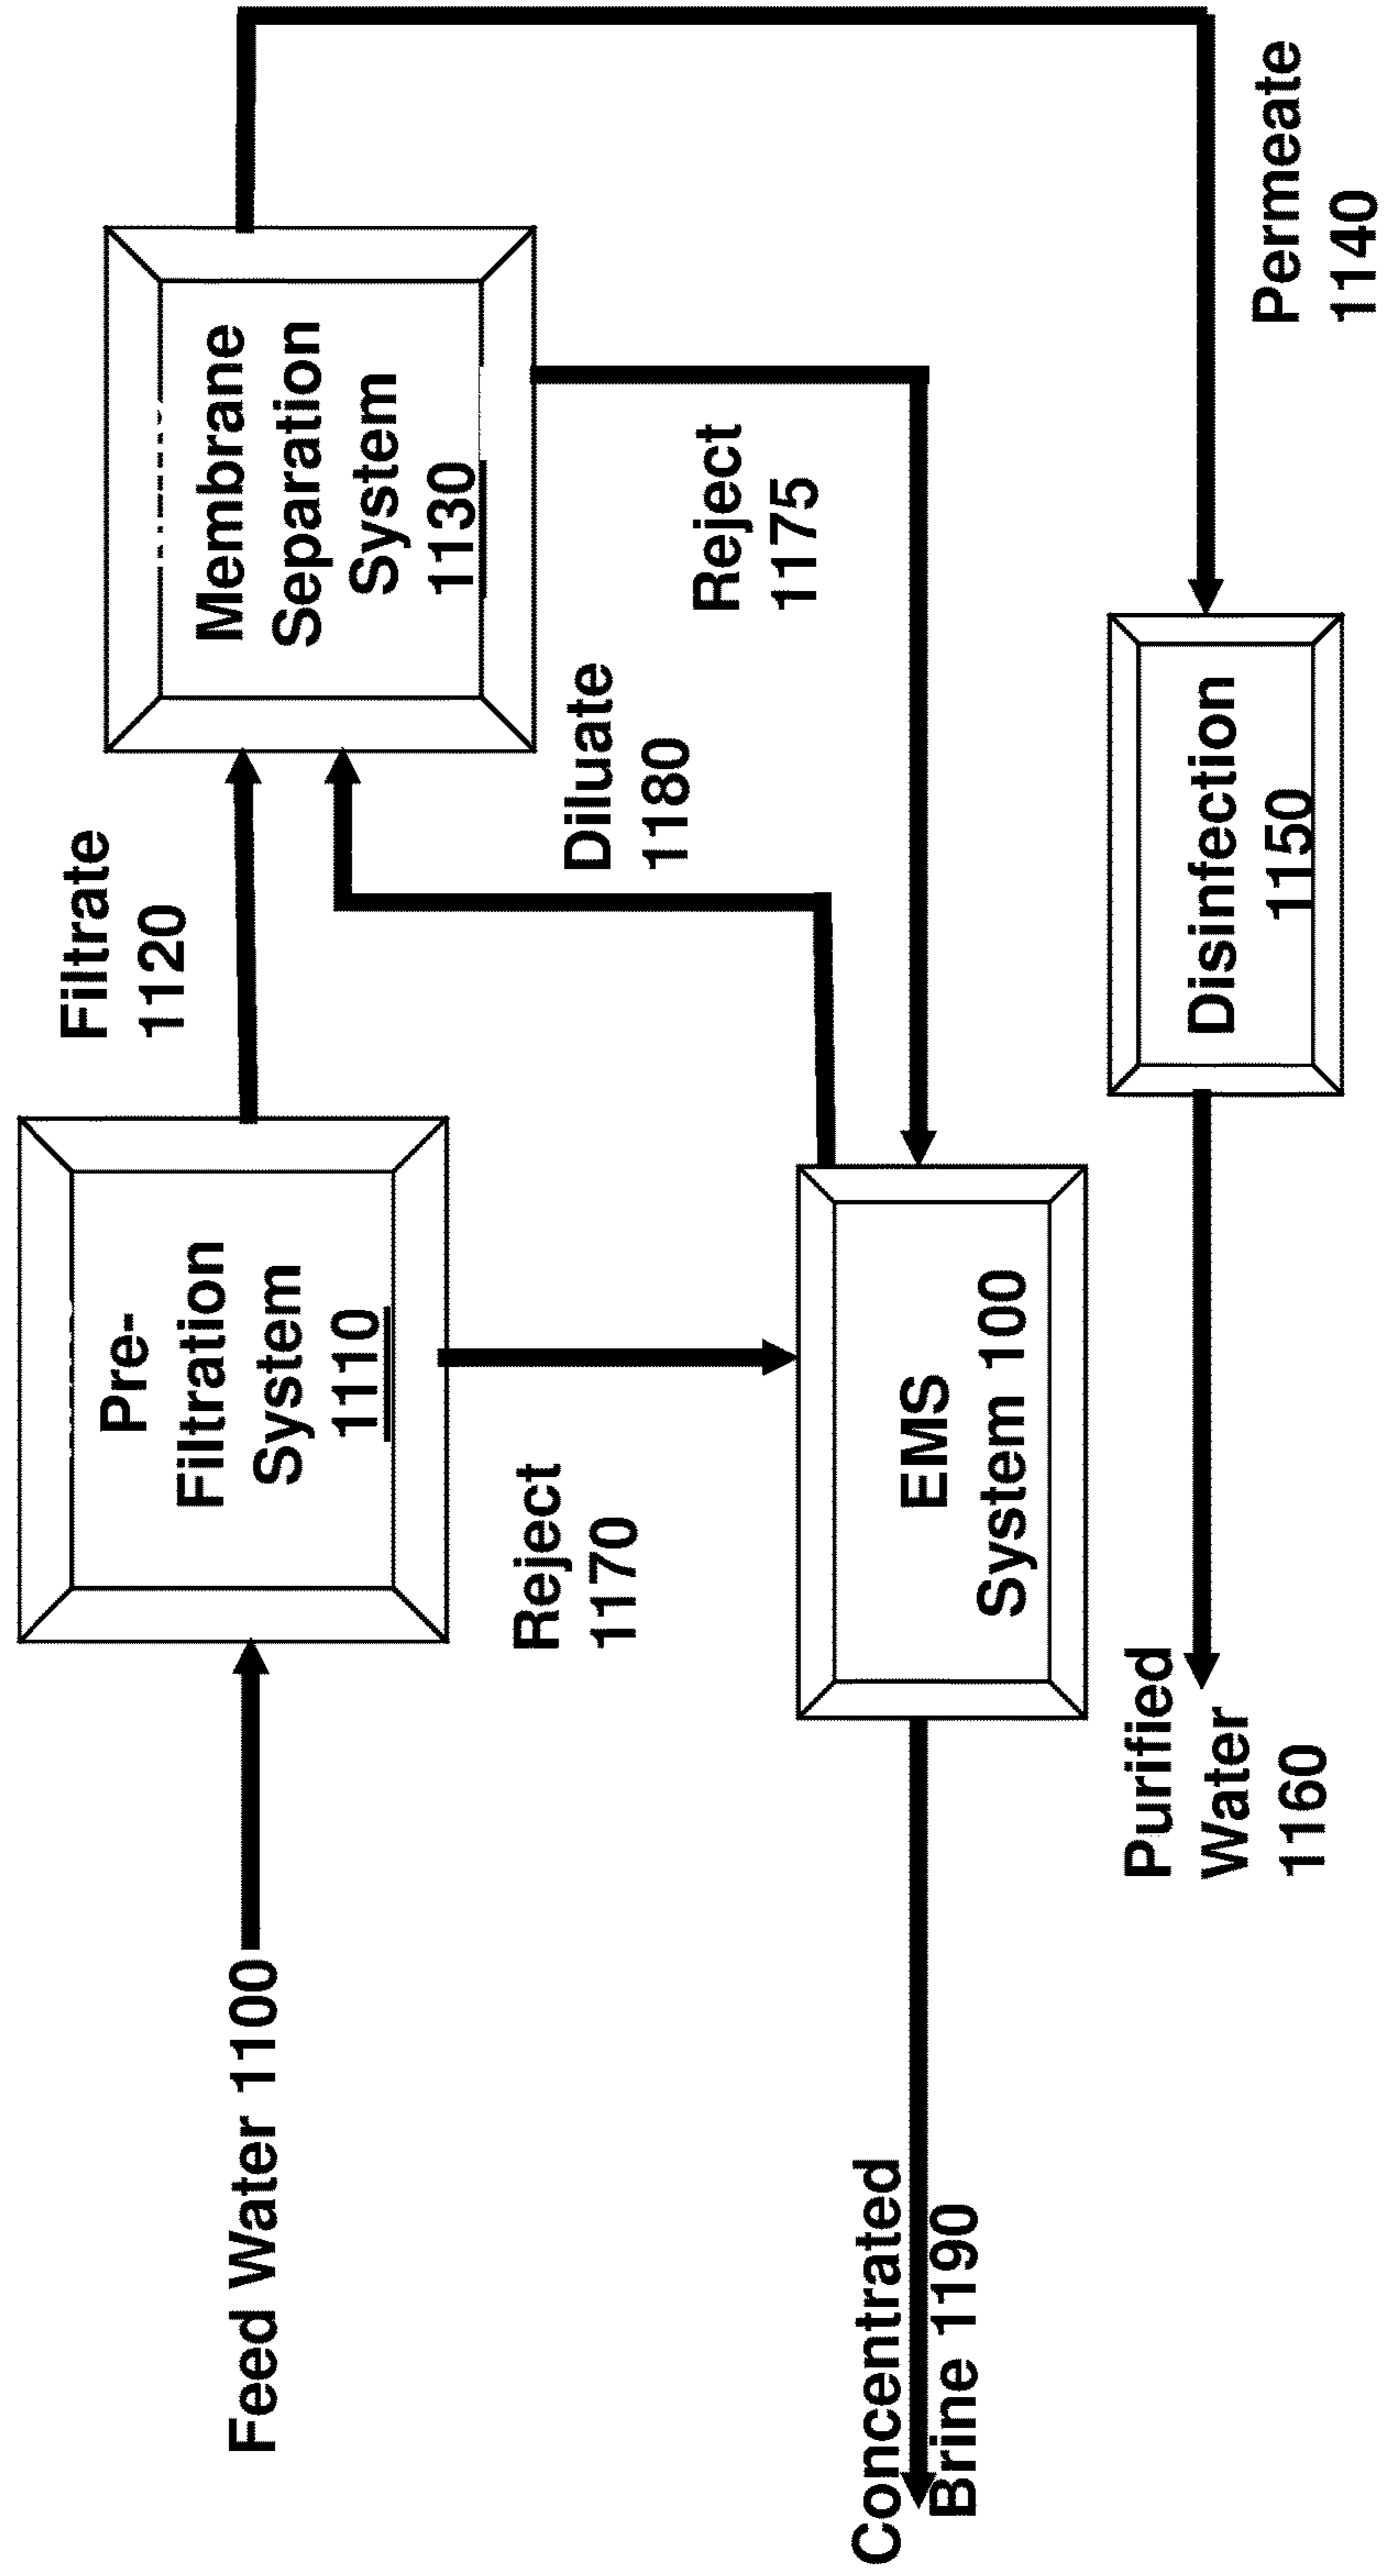 Feed Water 1100
Pre-
Filtration
System
1110
Filtrate
1120
Membrane
Separation
System
1130
Reject
1170
Diluate
1180
Reject
1175
Concentrated
Brine 1190
EMS
System 100
Purified
Water
1160
Disinfection
1150
Permeate
1140